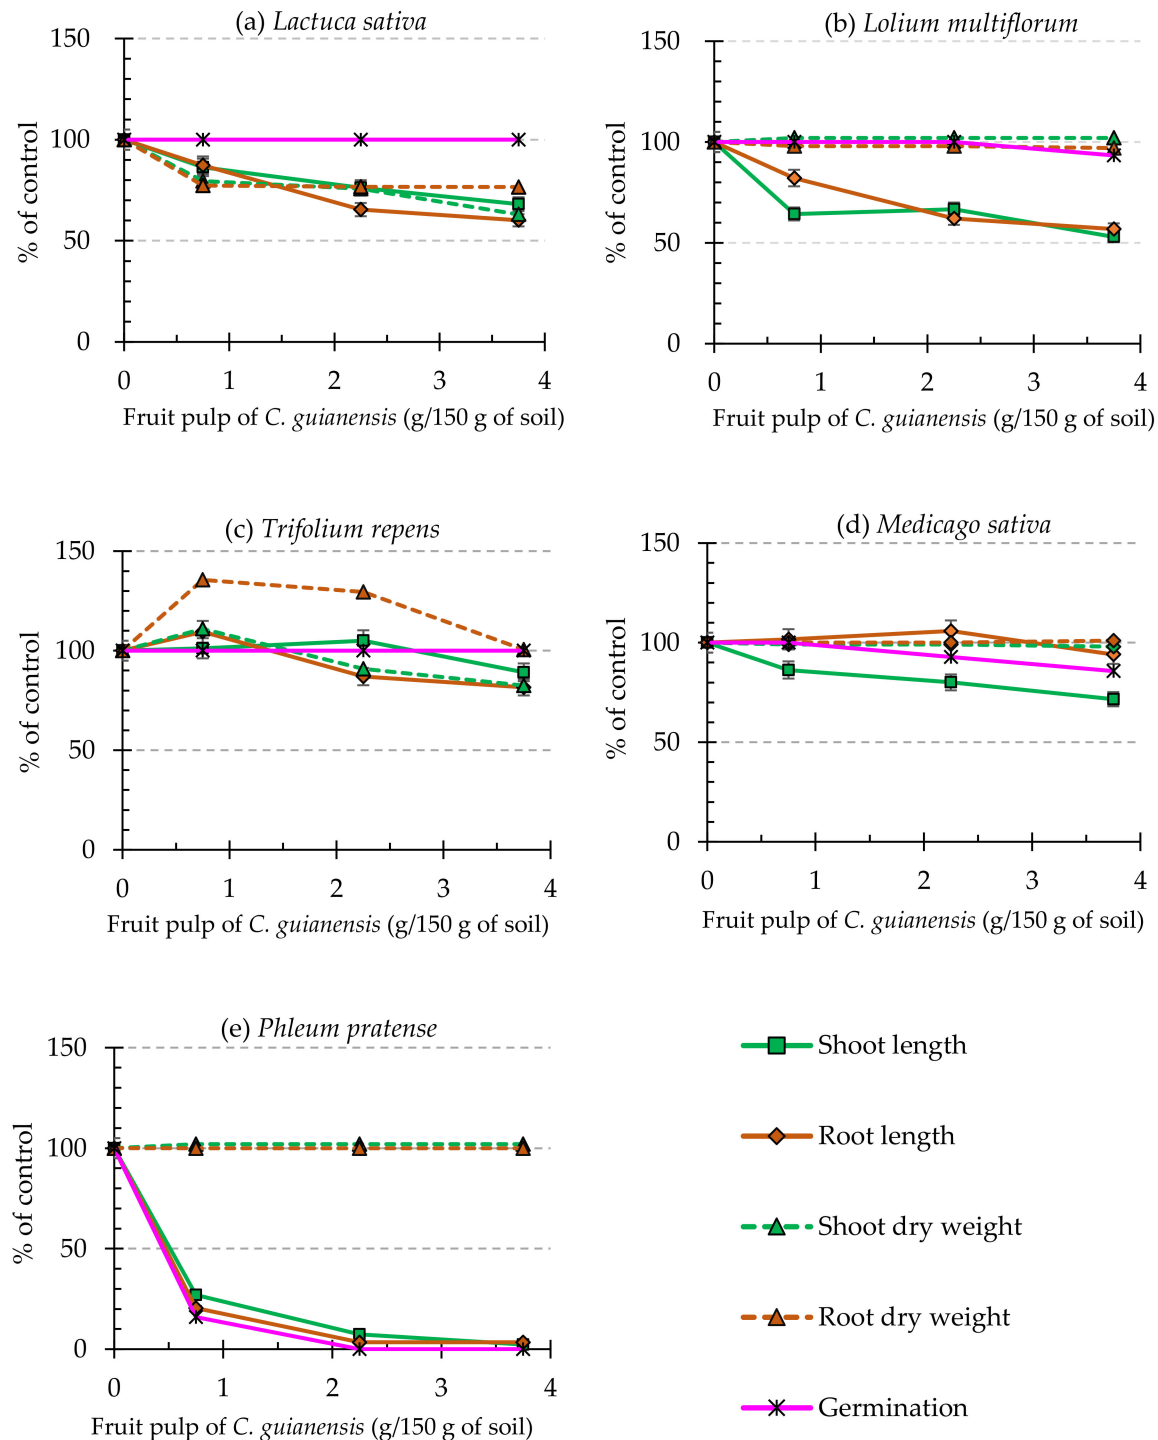 (a) Lactuca sativa
150
100
50
0
% of control
0 1 2 3 4
Fruit pulp of C. guianensis (g/150 g of soil)
(b) Lolium multiflorum
150
100
50
0
% of control
0 1 2 3 4
Fruit pulp of C. guianensis (g/150 g of soil)
(c) Trifolium repens
150
100
50
0
% of control
0 1 2 3 4
Fruit pulp of C. guianensis (g/150 g of soil)
(d) Medicago sativa
150
100
50
0
% of control
0 1 2 3 4
Fruit pulp of C. guianensis (g/150 g of soil)
(e) Phleum pratense
150
100
50
0
% of control
0 1 2 3 4
Fruit pulp of C. guianensis (g/150 g of soil)
Shoot length
Root length
Shoot dry weight
Root dry weight
Germination